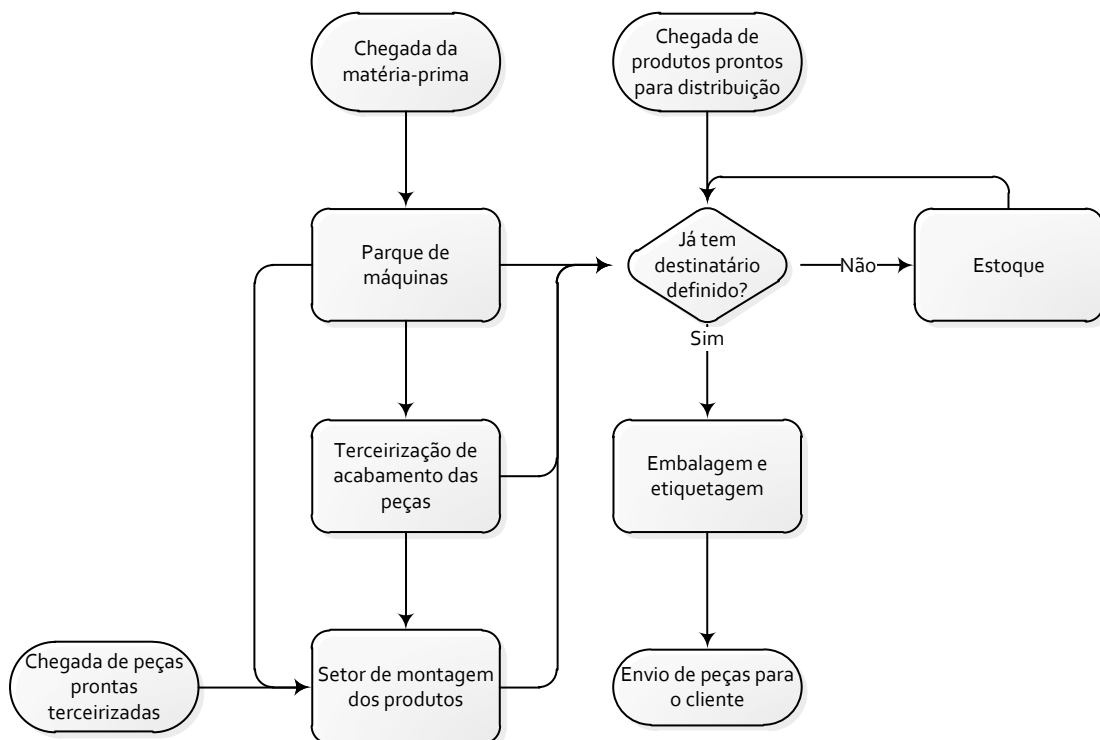 Chegada da
matéria-prima
Chegada de
produtos prontos
para distribuição
Parque de
máquinas
Já tem
destinatário
definido?
Não
Estoque
Sim
Terceirização de
acabamento das
peças
Embalagem e
etiquetagem
Chegada de peças
prontas
terceirizadas
Setor de montagem
dos produtos
Envio de peças para
o cliente